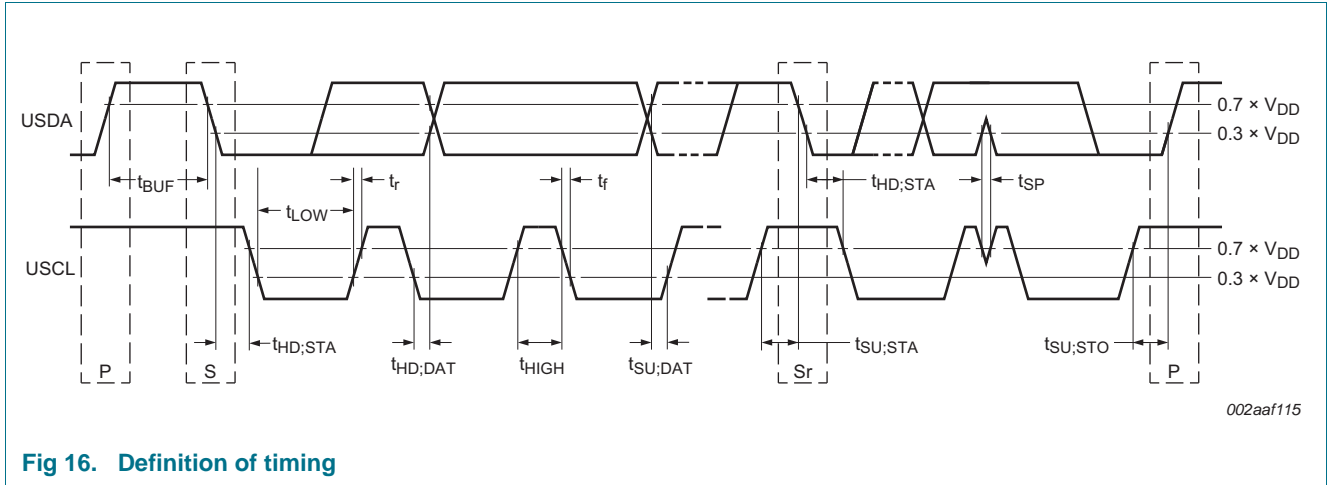 USDA
0.7 × VDD
0.3 × VDD
tBUF
tLOW
tr
tf
tHD;STA
tSP
USCL
0.7 × VDD
0.3 × VDD
tHD;STA
tHD;DAT
tHIGH
tSU;DAT
tSU;STA
tSU;STO
P
S
Sr
P
002aaf115
Fig 16. Definition of timing